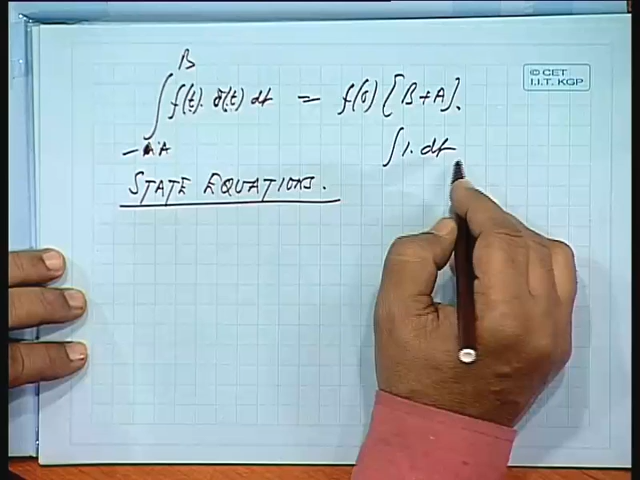 B
∫ f(t). δ(t) dt = f(0) [B+A].
-A
∫1. dt
STATE EQUATIONS.
© CET
I.I.T. KGP